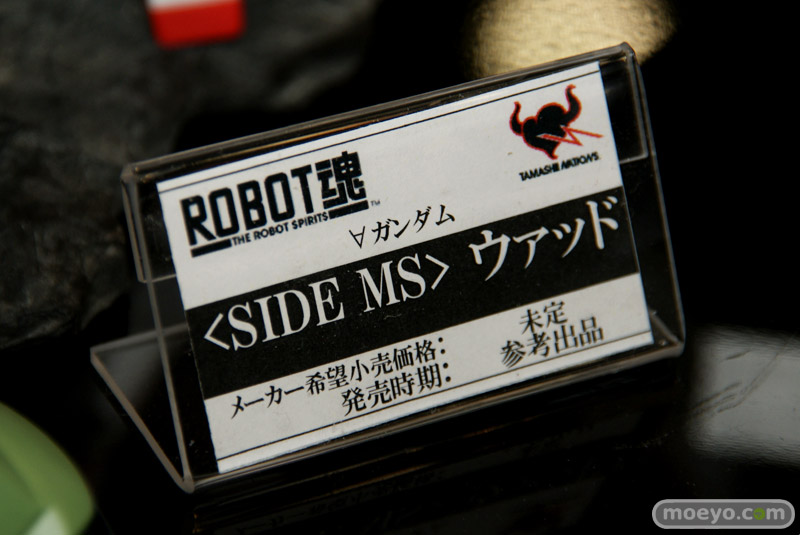 ROBOT魂
THE ROBOT SPIRITS
TM
TAMASHII NATIONS
∀ガンダム
<SIDE MS> ウァッド
メーカー希望小売価格: 未定
発売時期: 参考出品
moeyo.com